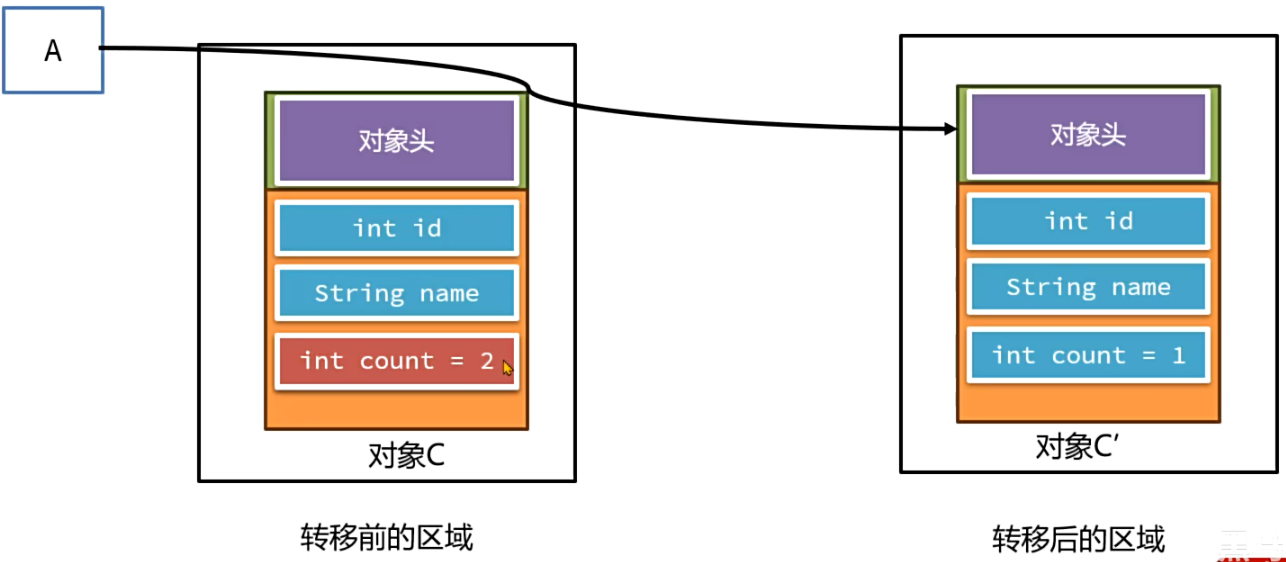 A
对象头
int id
String name
int count = 2
对象C
转移前的区域
对象头
int id
String name
int count = 1
对象C′
转移后的区域